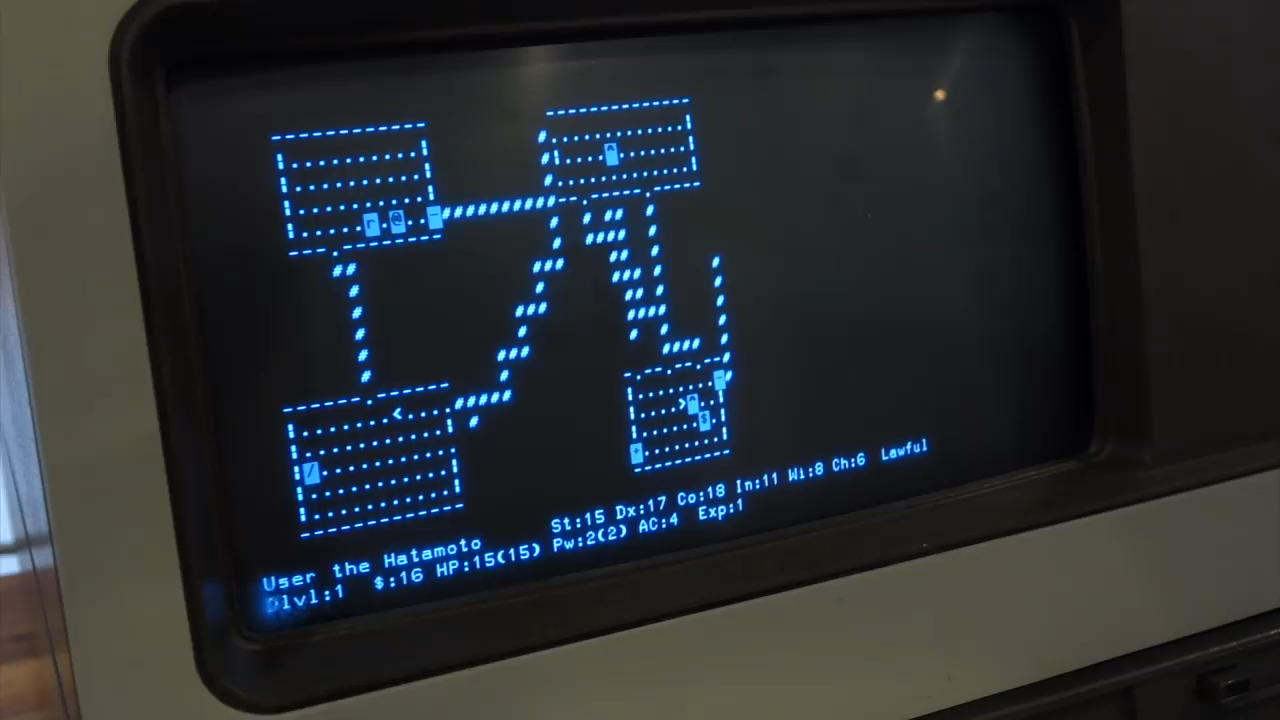 User the Hatamoto St:15 Dx:17 Co:18 In:11 Wi:8 Ch:6 Lawful
Dlvl:1 $:16 HP:15(15) Pw:2(2) AC:4 Exp:1